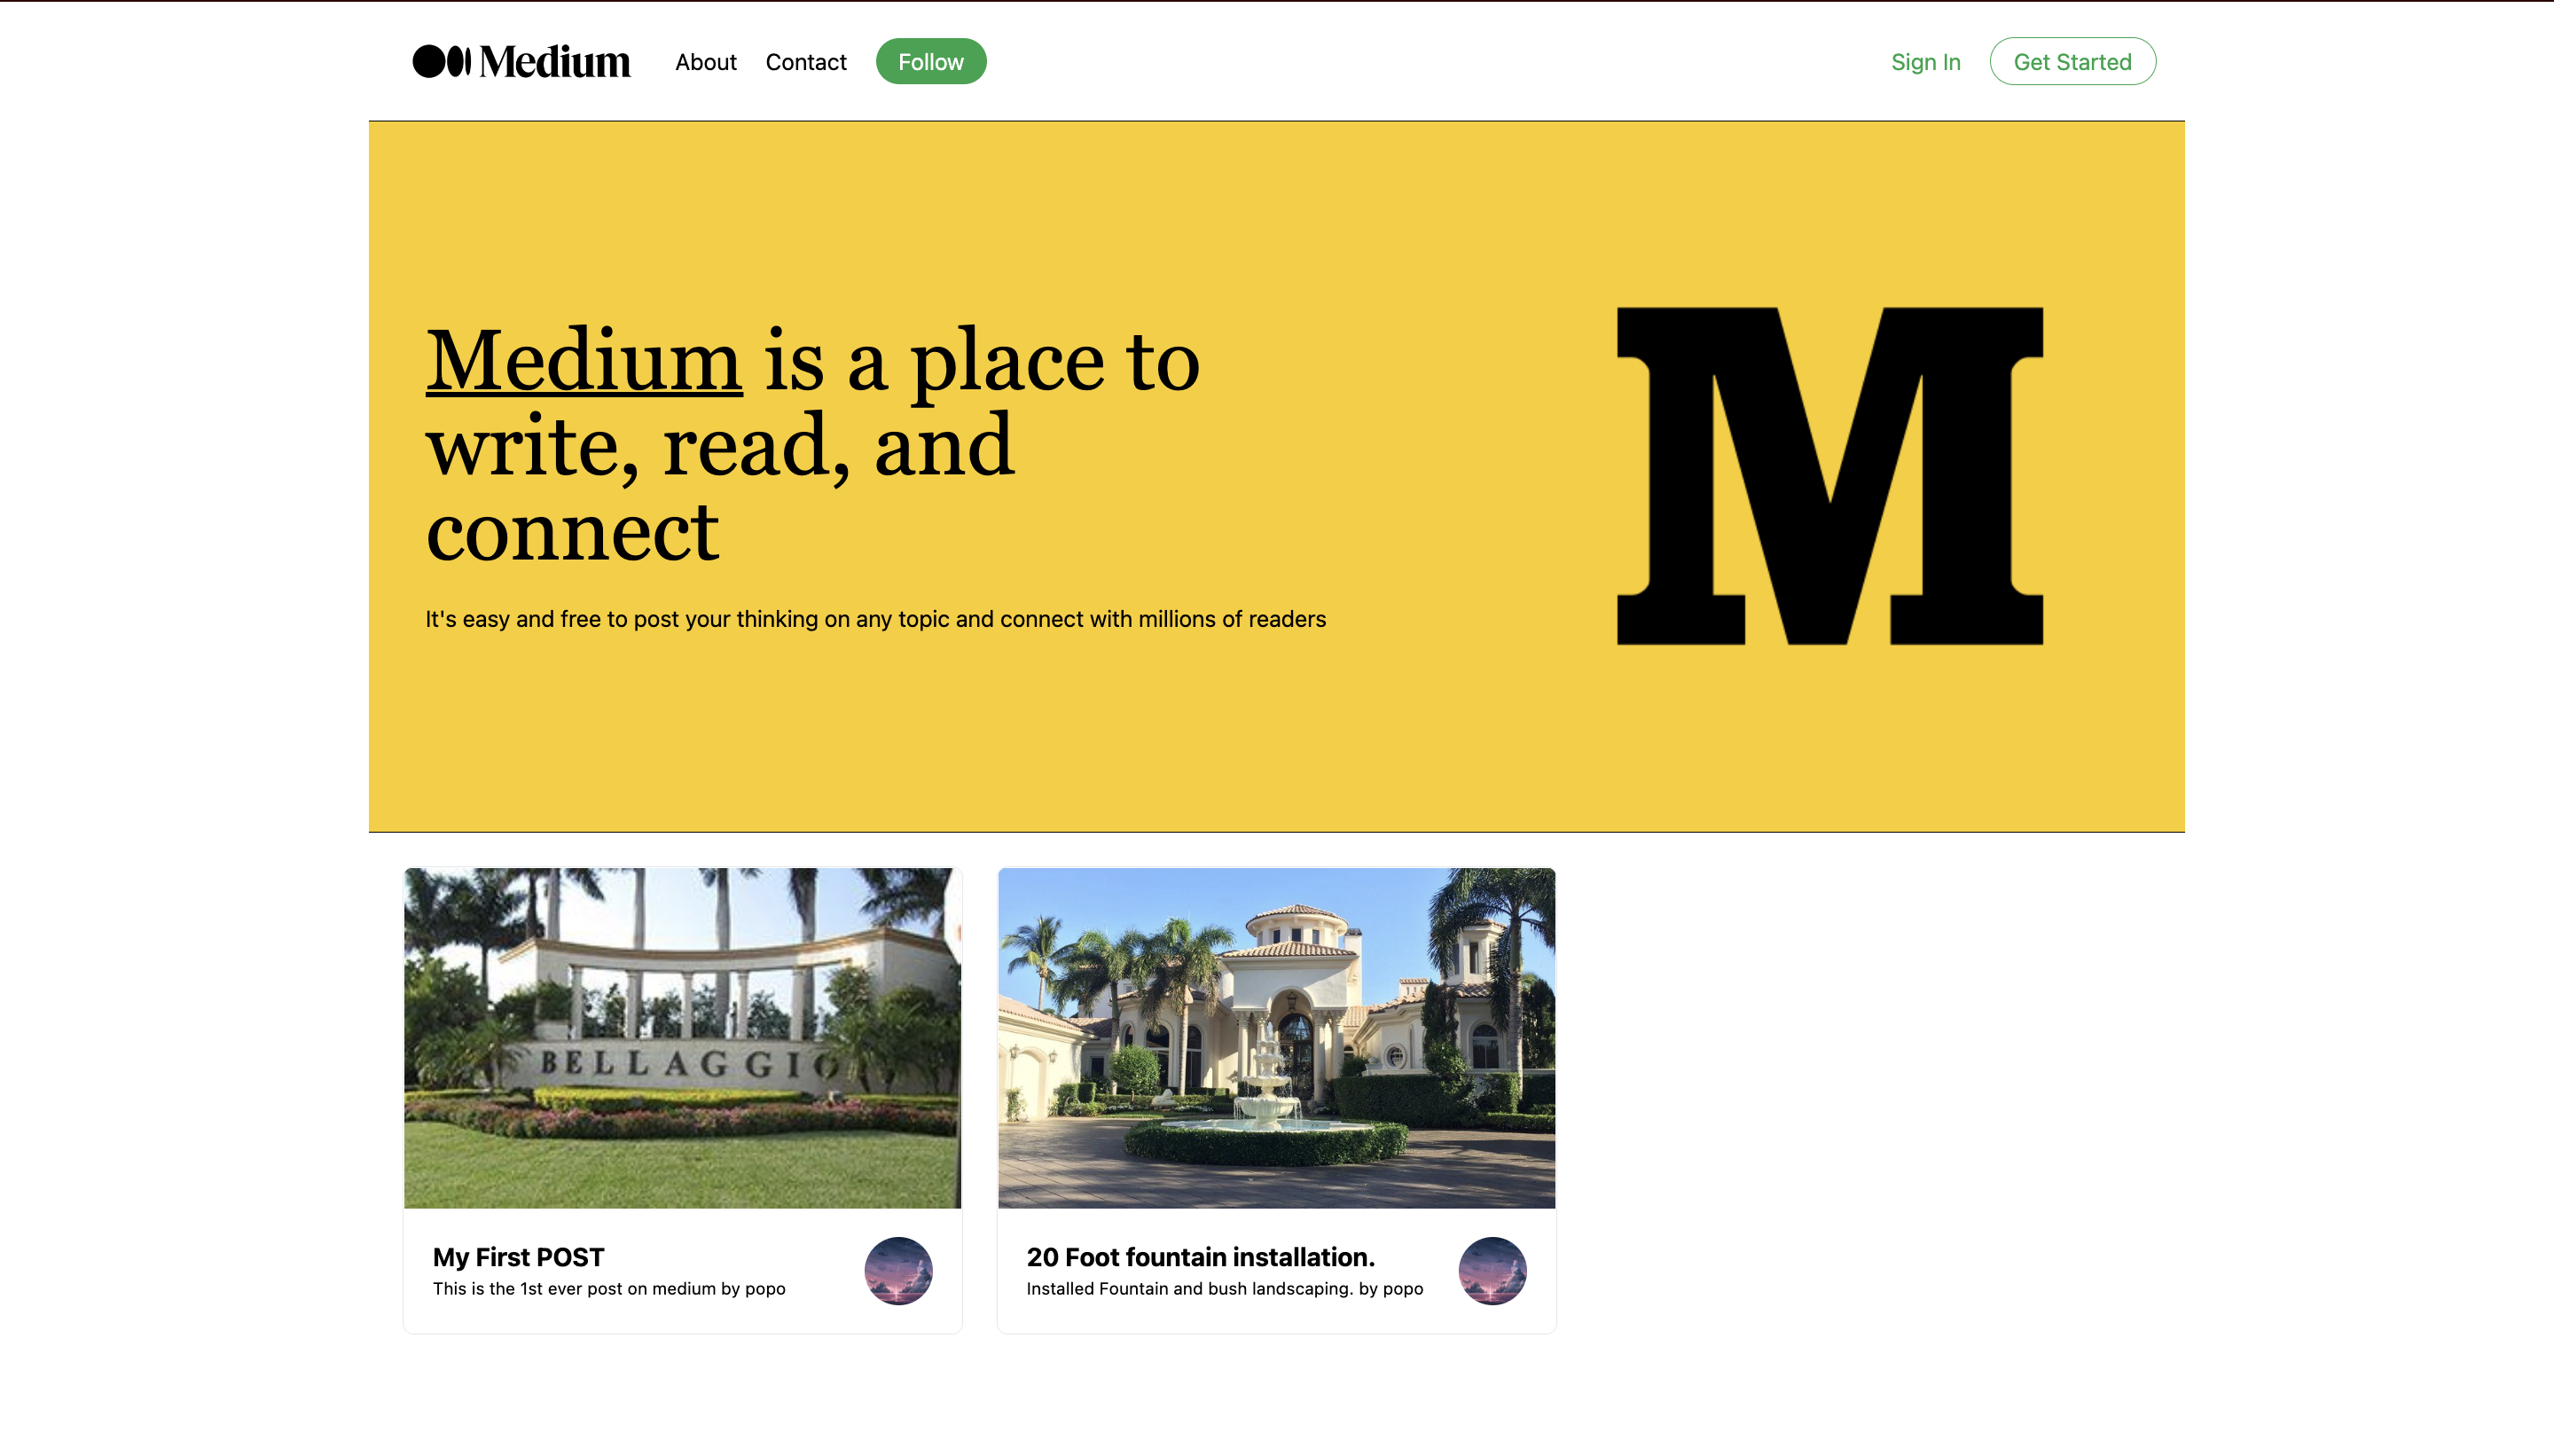 Medium
About
Contact
Follow
Sign In
Get Started
Medium is a place to
write, read, and
connect
It's easy and free to post your thinking on any topic and connect with millions of readers
M
BELLAGGIO
My First POST
This is the 1st ever post on medium by popo
20 Foot fountain installation.
Installed Fountain and bush landscaping. by popo